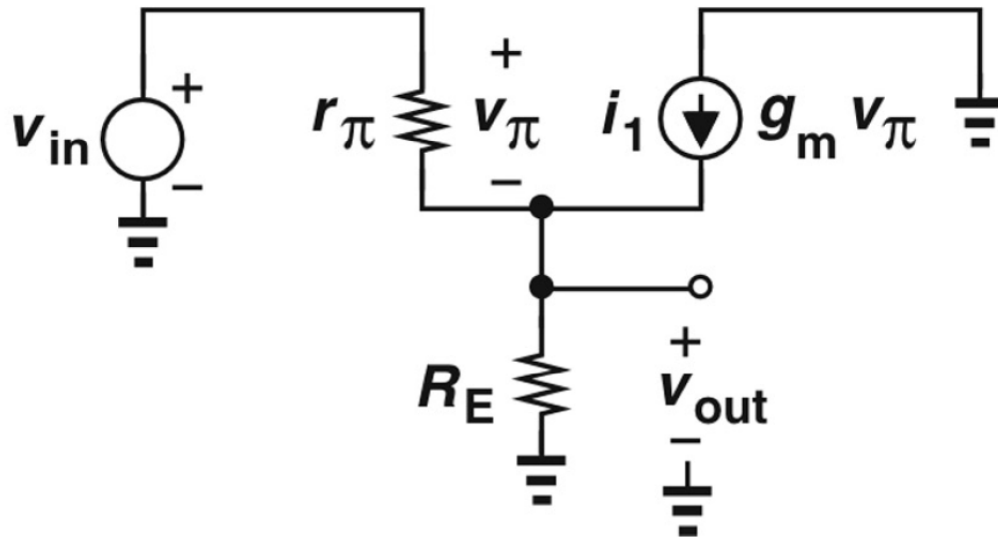 +
v_in
−
r_π
+
v_π
−
i_1
g_m v_π
R_E
+
v_out
−